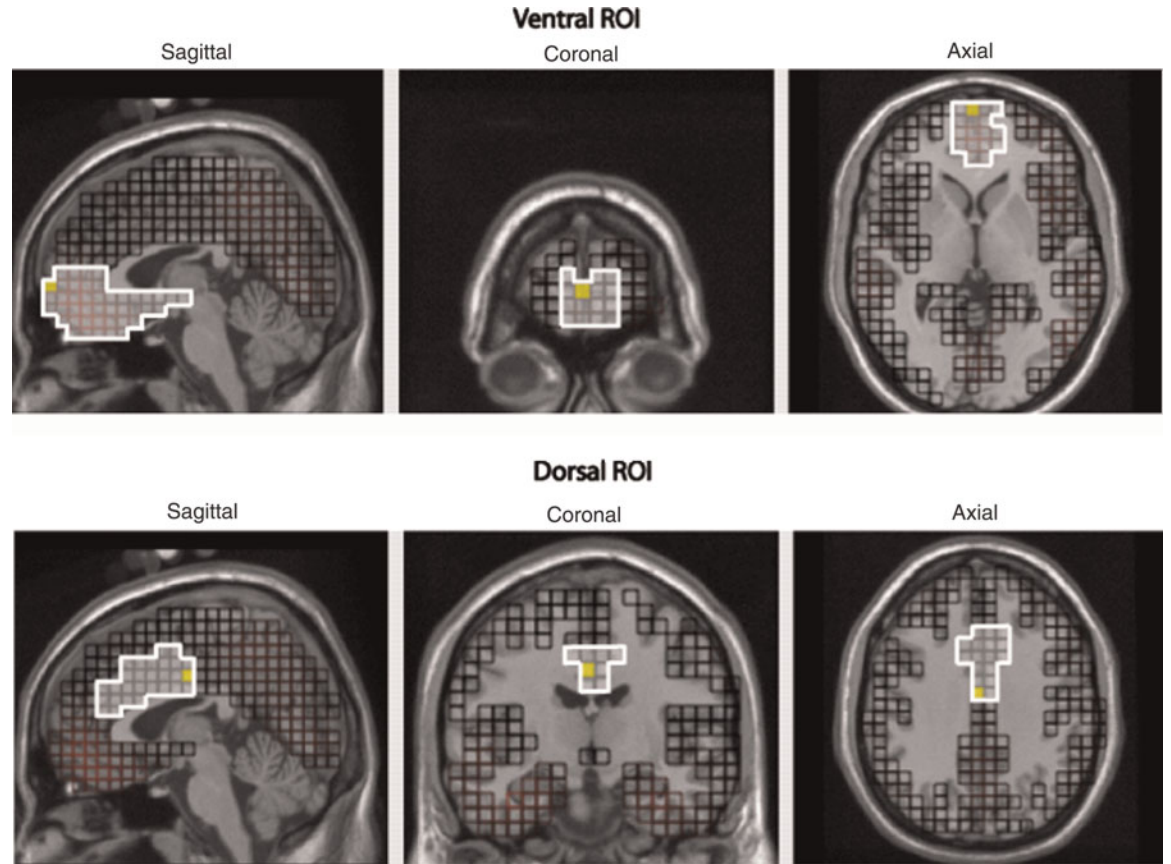 Ventral ROI
Sagittal
Coronal
Axial
Dorsal ROI
Sagittal
Coronal
Axial